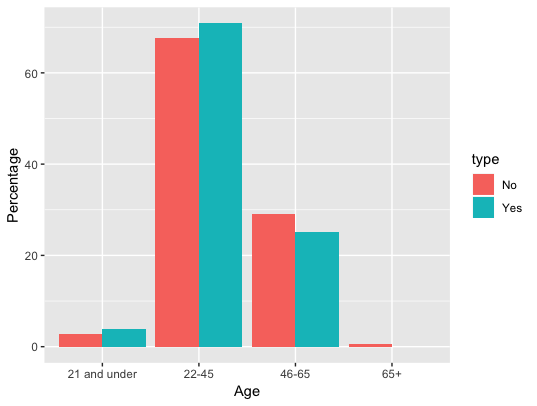 60
40
20
0
Percentage
21 and under
22-45
46-65
65+
Age
type
No
Yes